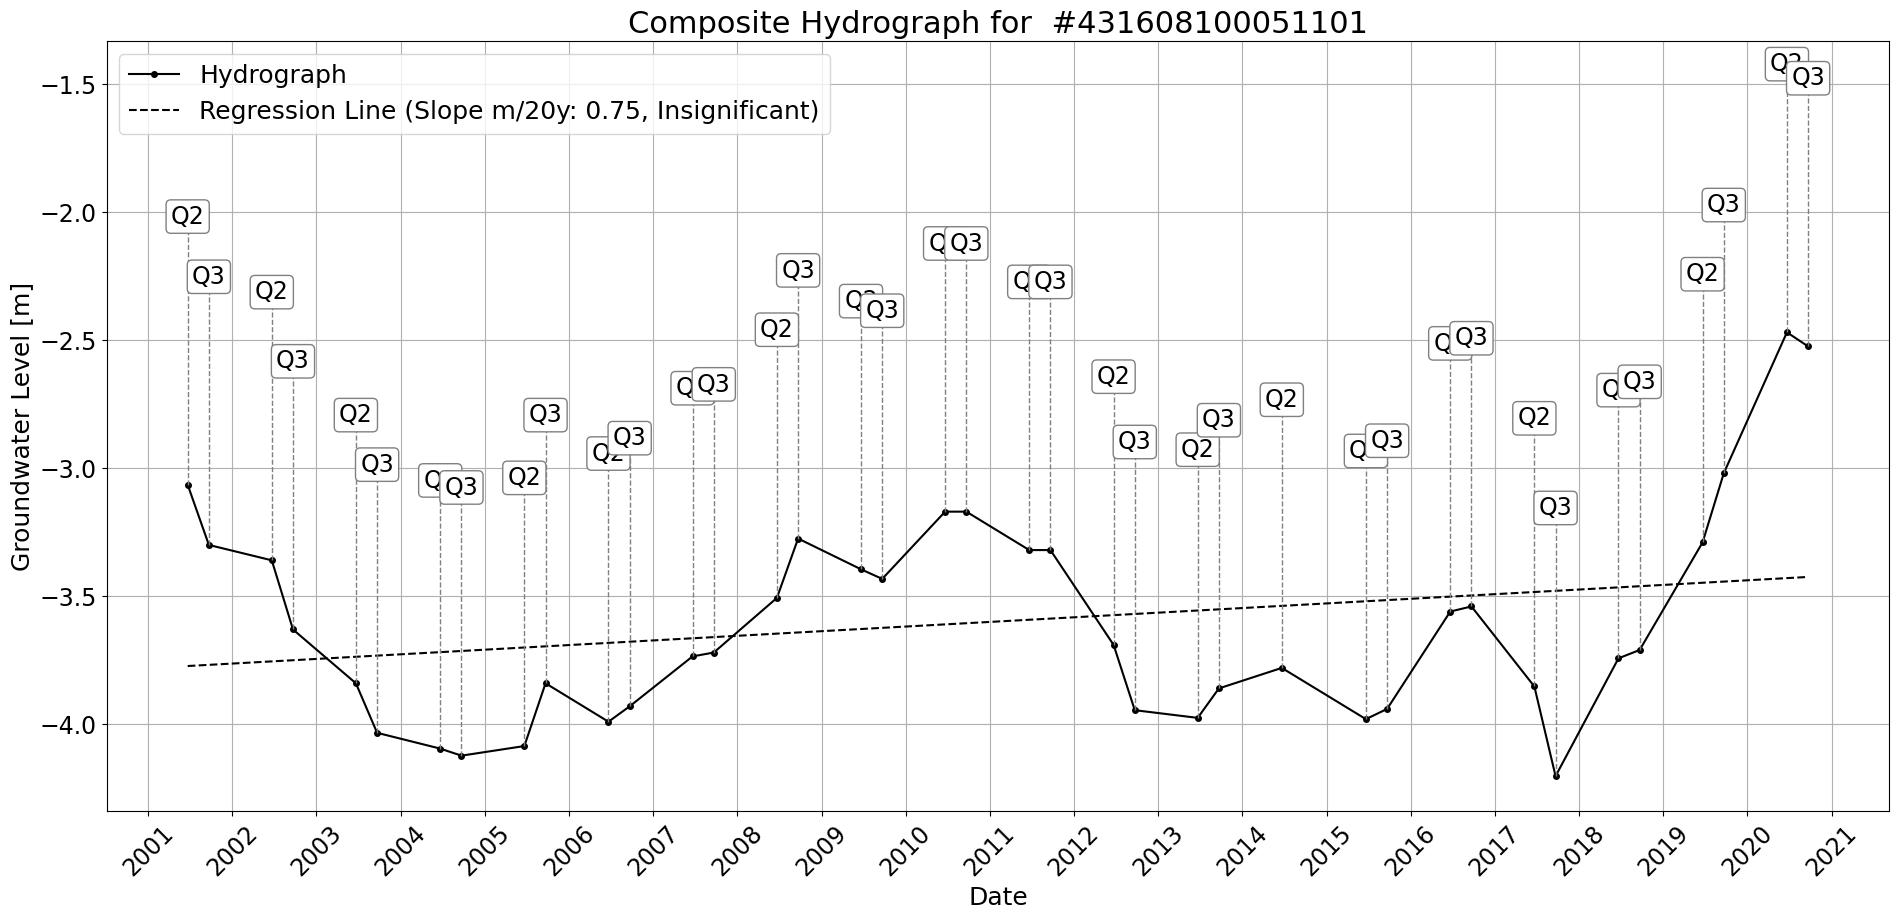 Composite Hydrograph for  #431608100051101
Hydrograph
Regression Line (Slope m/20y: 0.75, Insignificant)
Groundwater Level [m]
−1.5
−2.0
−2.5
−3.0
−3.5
−4.0
Q2
Q3
Q2
Q3
Q2
Q3
Q3
Q2
Q3
Q2
Q3
Q3
Q2
Q3
Q3
Q3
Q3
Q2
Q3
Q2
Q3
Q2
Q3
Q3
Q2
Q3
Q3
Q2
Q3
Q3
2001
2002
2003
2004
2005
2006
2007
2008
2009
2010
2011
2012
2013
2014
2015
2016
2017
2018
2019
2020
2021
Date